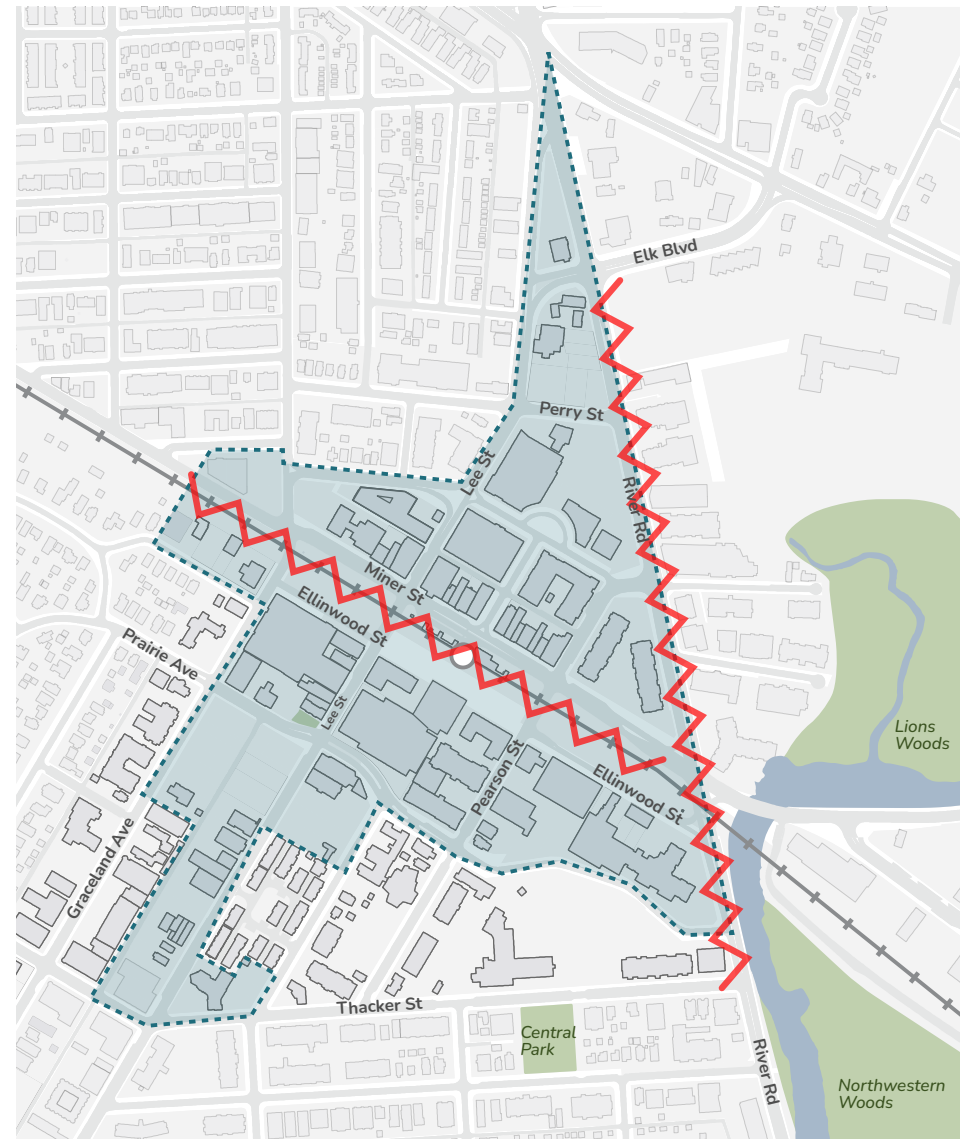 Elk Blvd
Perry St
Lee St
River Rd
Miner St
Ellinwood St
Prairie Ave
Lee St
Lions
Woods
Pearson St
Ellinwood St
Graceland Ave
Thacker St
Central
Park
River Rd
Northwestern
Woods